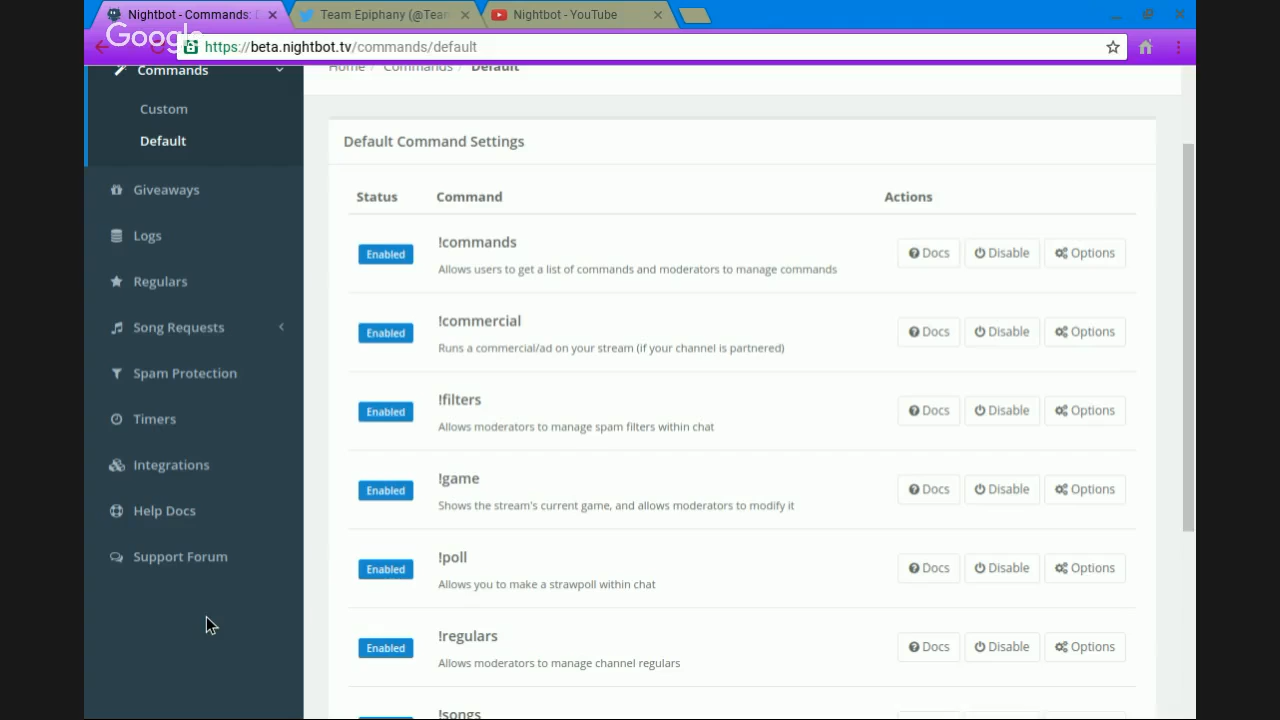 Nightbot - Commands: D
Team Epiphany (@Tean
Nightbot - YouTube
Google
https://beta.nightbot.tv/commands/default
Commands
Custom
Default
Giveaways
Logs
Regulars
Song Requests
Spam Protection
Timers
Integrations
Help Docs
Support Forum
Home / Commands / Default
Default Command Settings
Status Command Actions
Enabled !commands Docs Disable Options
Allows users to get a list of commands and moderators to manage commands
Enabled !commercial Docs Disable Options
Runs a commercial/ad on your stream (if your channel is partnered)
Enabled !filters Docs Disable Options
Allows moderators to manage spam filters within chat
Enabled !game Docs Disable Options
Shows the stream's current game, and allows moderators to modify it
Enabled !poll Docs Disable Options
Allows you to make a strawpoll within chat
Enabled !regulars Docs Disable Options
Allows moderators to manage channel regulars
!songs